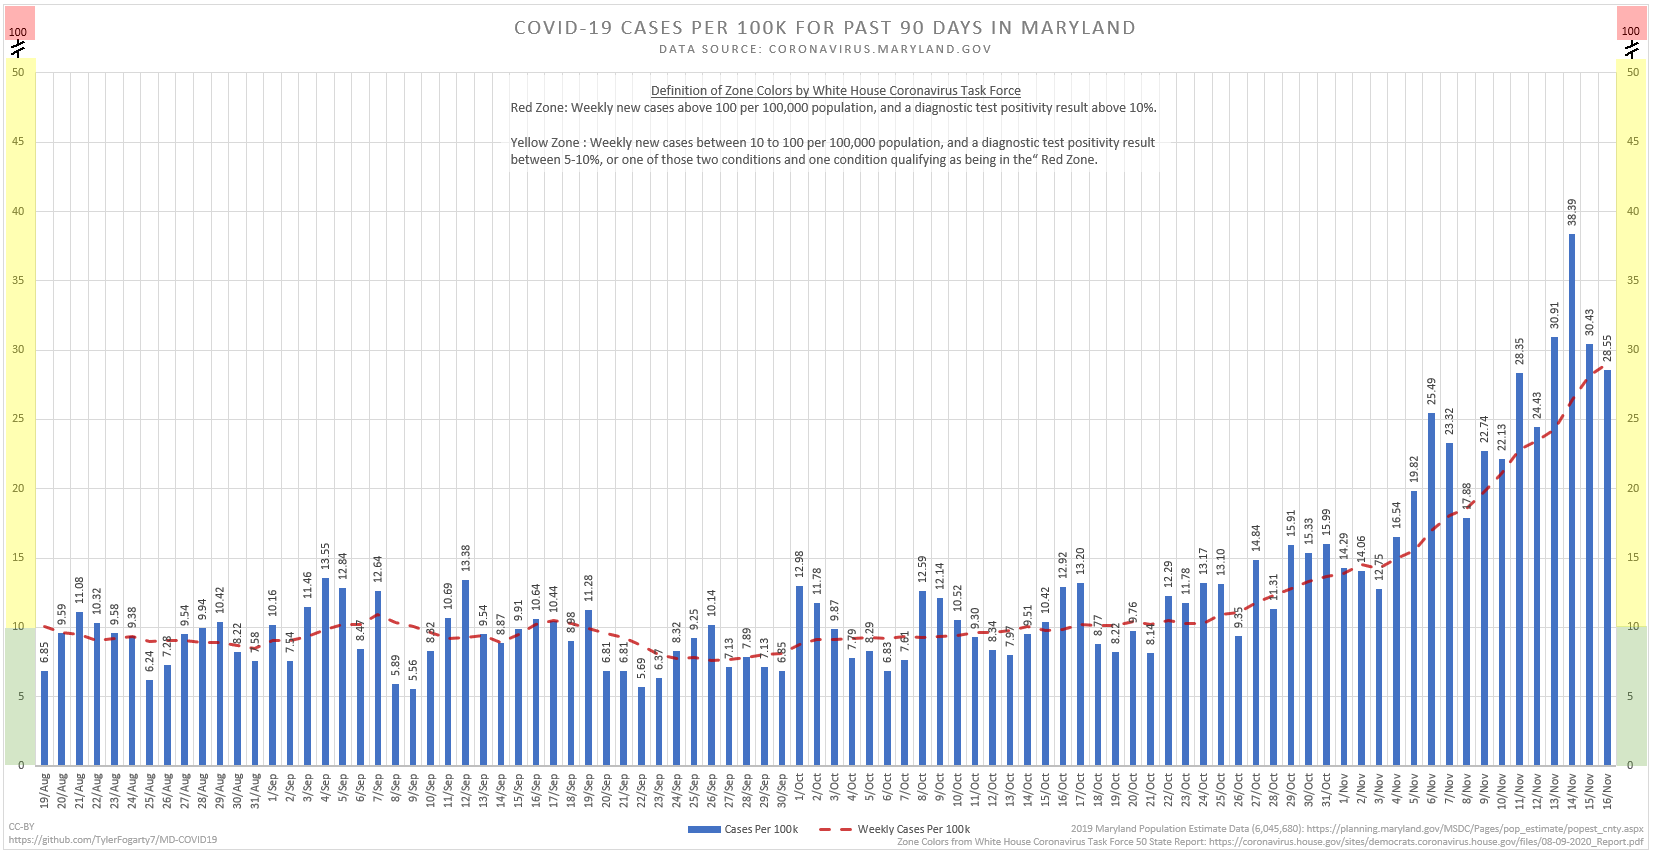 COVID-19 CASES PER 100K FOR PAST 90 DAYS IN MARYLAND
DATA SOURCE: CORONAVIRUS.MARYLAND.GOV
100
100
Definition of Zone Colors by White House Coronavirus Task Force
Red Zone: Weekly new cases above 100 per 100,000 population, and a diagnostic test positivity result above 10%.
Yellow Zone : Weekly new cases between 10 to 100 per 100,000 population, and a diagnostic test positivity result
between 5-10%, or one of those two conditions and one condition qualifying as being in the“ Red Zone.
50
45
40
35
30
25
20
15
10
5
0
50
45
40
35
30
25
20
15
10
5
0
6.85
9.59
11.08
10.32
9.58
9.38
6.24
7.28
9.54
9.94
10.42
8.22
7.58
10.16
7.54
11.46
13.55
12.84
8.47
12.64
5.89
5.56
8.32
10.69
13.38
9.54
8.87
9.91
10.64
10.44
8.98
11.28
6.81
6.81
5.69
6.37
8.32
9.25
10.14
7.13
7.89
7.13
6.85
12.98
11.78
9.87
7.79
8.29
6.83
7.61
12.59
12.14
10.52
9.30
8.34
7.97
9.51
10.42
12.92
13.20
8.77
8.22
9.76
8.14
12.29
11.78
13.17
13.10
9.35
14.84
11.31
15.91
15.33
15.99
14.29
14.06
12.75
16.54
19.82
25.49
23.32
17.88
22.74
22.13
28.35
24.43
30.91
38.39
30.43
28.55
19/Aug
20/Aug
21/Aug
22/Aug
23/Aug
24/Aug
25/Aug
26/Aug
27/Aug
28/Aug
29/Aug
30/Aug
31/Aug
1/Sep
2/Sep
3/Sep
4/Sep
5/Sep
6/Sep
7/Sep
8/Sep
9/Sep
10/Sep
11/Sep
12/Sep
13/Sep
14/Sep
15/Sep
16/Sep
17/Sep
18/Sep
19/Sep
20/Sep
21/Sep
22/Sep
23/Sep
24/Sep
25/Sep
26/Sep
27/Sep
28/Sep
29/Sep
30/Sep
1/Oct
2/Oct
3/Oct
4/Oct
5/Oct
6/Oct
7/Oct
8/Oct
9/Oct
10/Oct
11/Oct
12/Oct
13/Oct
14/Oct
15/Oct
16/Oct
17/Oct
18/Oct
19/Oct
20/Oct
21/Oct
22/Oct
23/Oct
24/Oct
25/Oct
26/Oct
27/Oct
28/Oct
29/Oct
30/Oct
31/Oct
1/Nov
2/Nov
3/Nov
4/Nov
5/Nov
6/Nov
7/Nov
8/Nov
9/Nov
10/Nov
11/Nov
12/Nov
13/Nov
14/Nov
15/Nov
16/Nov
Cases Per 100k
Weekly Cases Per 100k
CC-BY
https://github.com/TylerFogarty7/MD-COVID19
2019 Maryland Population Estimate Data (6,045,680): https://planning.maryland.gov/MSDC/Pages/pop_estimate/popest_cnty.aspx
Zone Colors from White House Coronavirus Task Force 50 State Report: https://coronavirus.house.gov/sites/democrats.coronavirus.house.gov/files/08-09-2020_Report.pdf